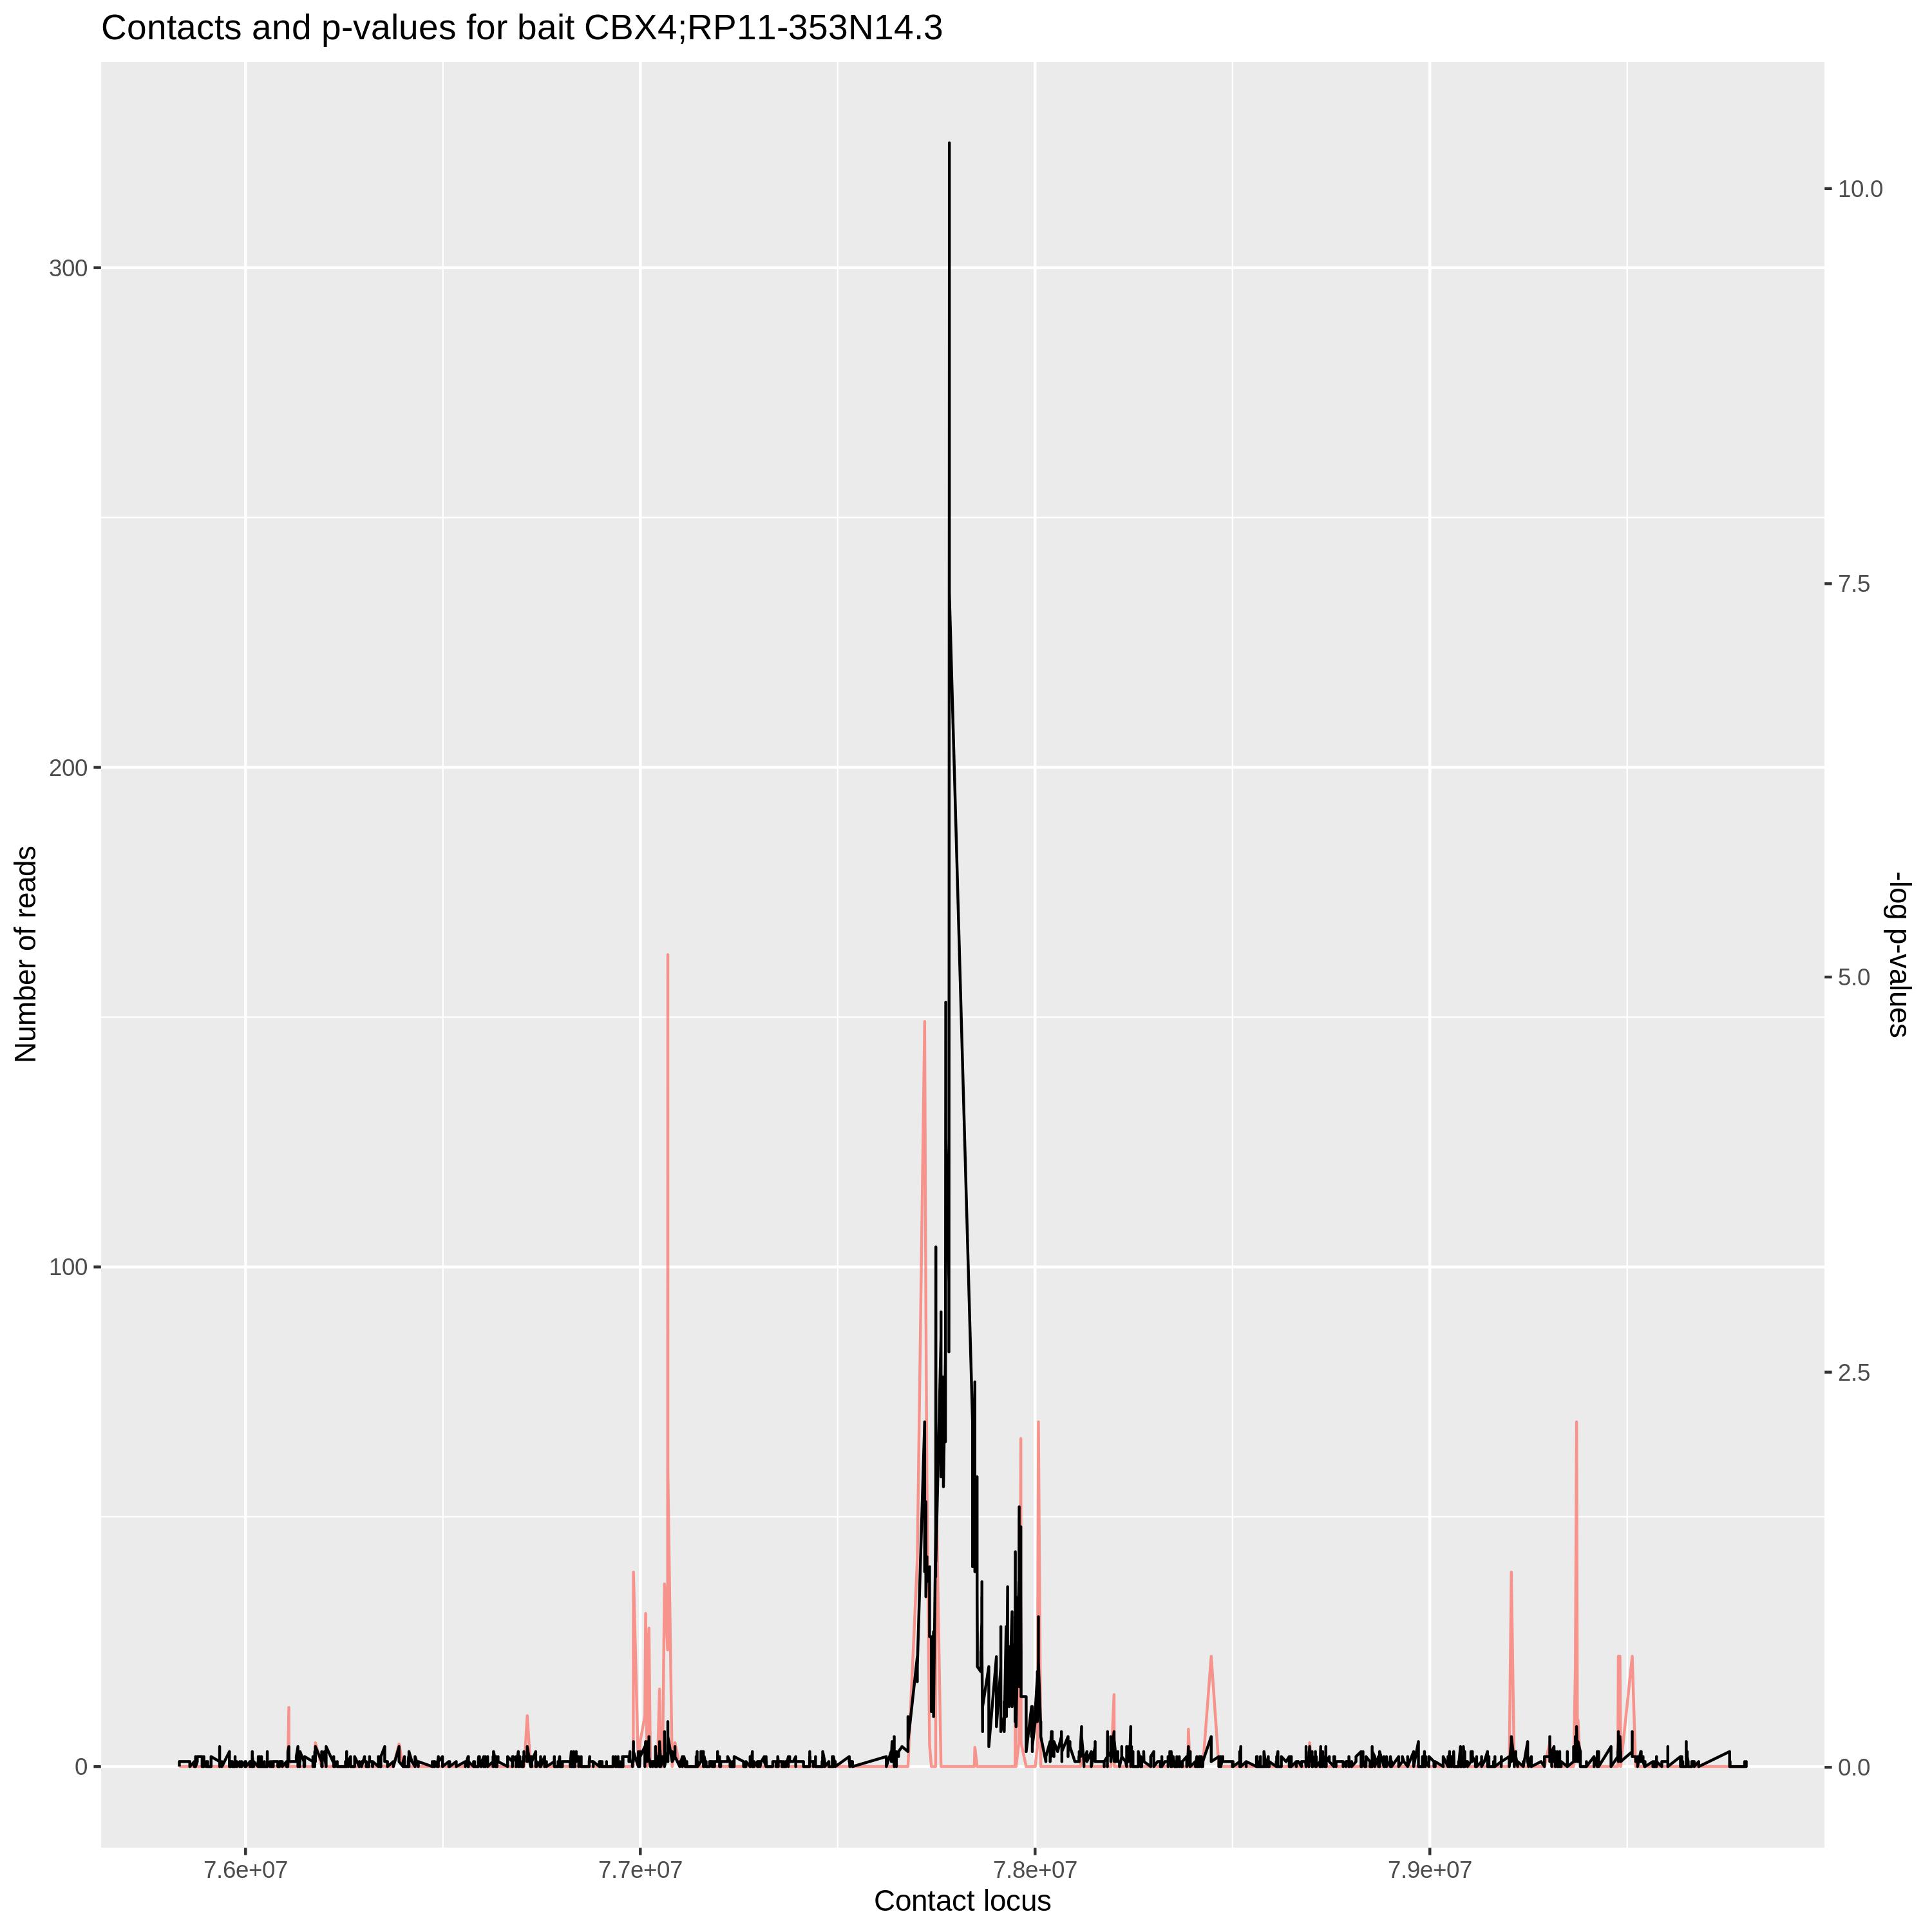 Contacts and p-values for bait CBX4;RP11-353N14.3
Number of reads
300
200
100
0
10.0
7.5
5.0
2.5
0.0
-log p-values
7.6e+07 7.7e+07 7.8e+07 7.9e+07
Contact locus